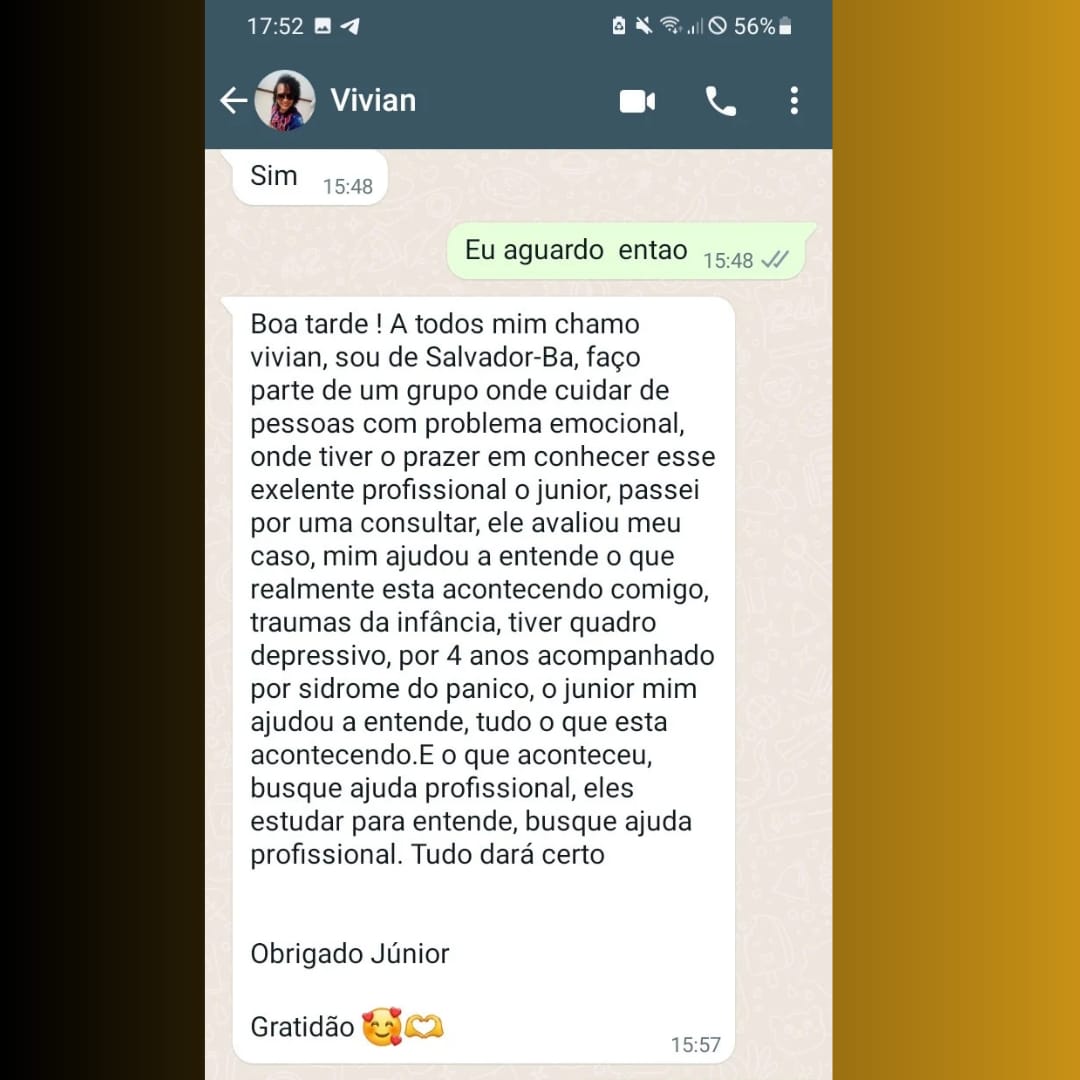 17:52
56%
Vivian
Sim 15:48
Eu aguardo entao 15:48
Boa tarde ! A todos mim chamo
vivian, sou de Salvador-Ba, faço
parte de um grupo onde cuidar de
pessoas com problema emocional,
onde tiver o prazer em conhecer esse
exelente profissional o junior, passei
por uma consultar, ele avaliou meu
caso, mim ajudou a entende o que
realmente esta acontecendo comigo,
traumas da infância, tiver quadro
depressivo, por 4 anos acompanhado
por sidrome do panico, o junior mim
ajudou a entende, tudo o que esta
acontecendo.E o que aconteceu,
busque ajuda profissional, eles
estudar para entende, busque ajuda
profissional. Tudo dará certo
Obrigado Júnior
Gratidão 🥰🫶
15:57